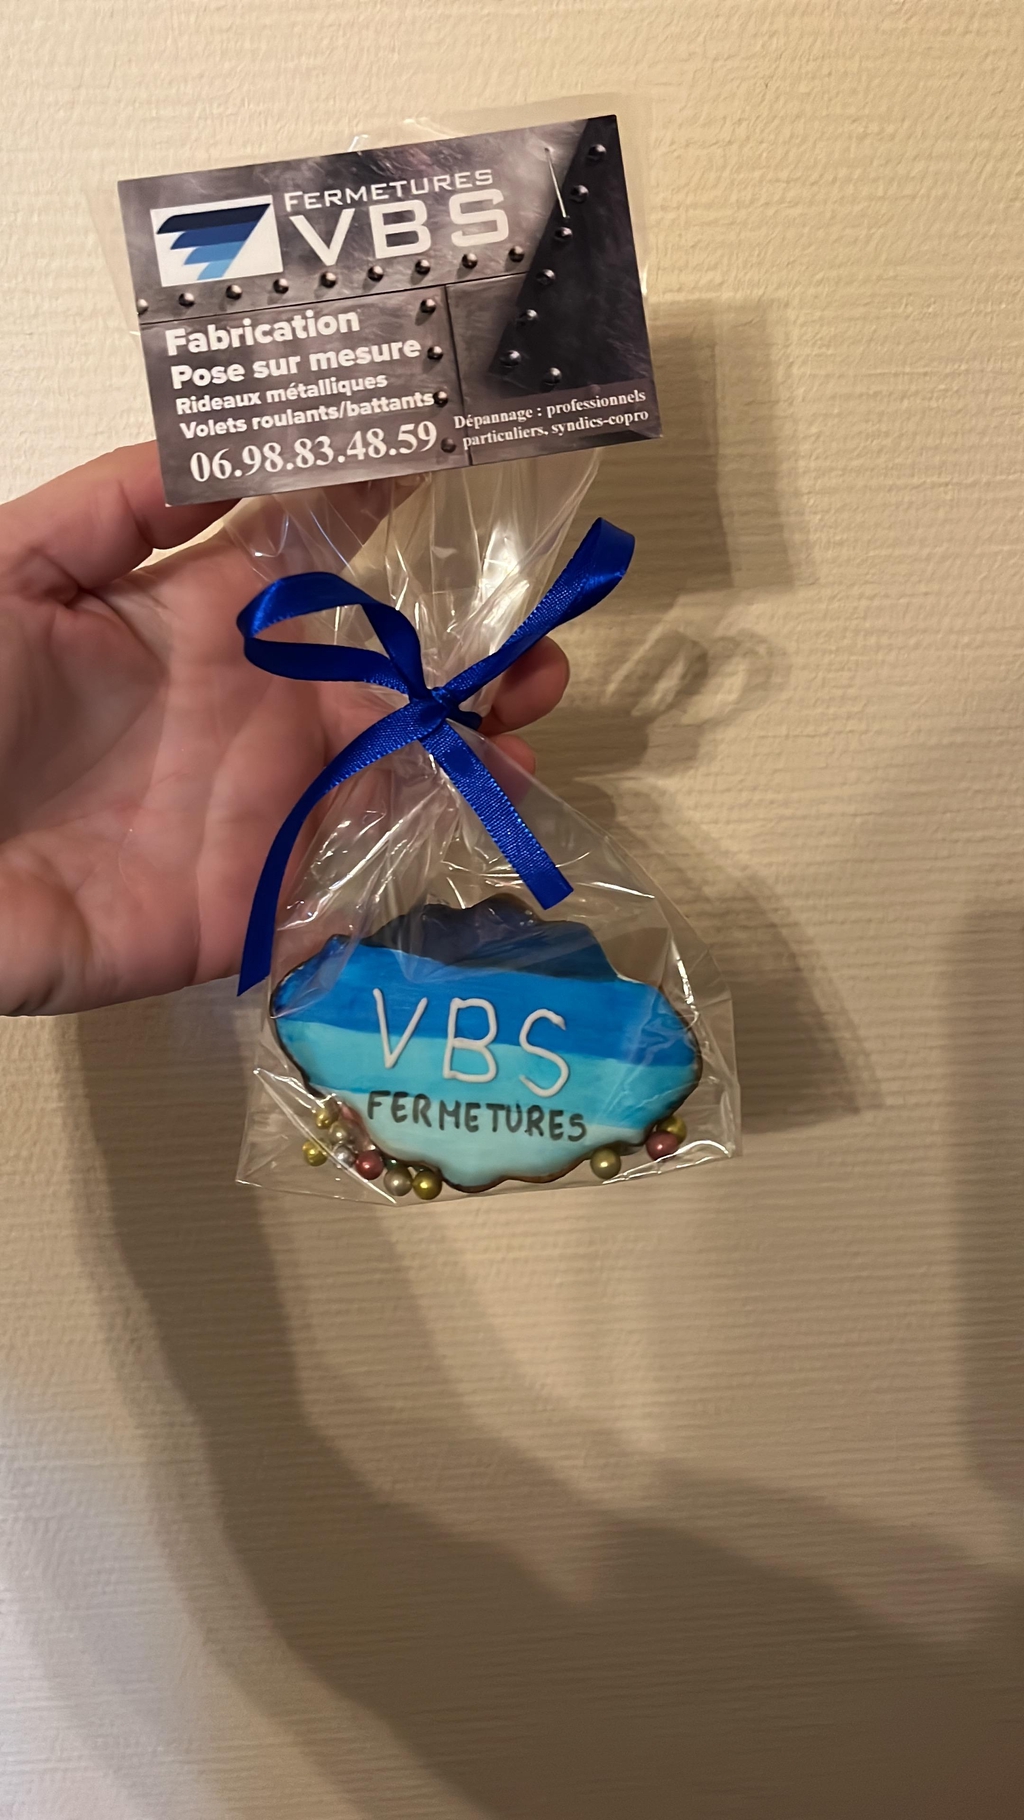 FERMETURES
VBS
Fabrication
Pose sur mesure
Rideaux métalliques
Volets roulants/battants
06.98.83.48.59
Dépannage : professionnels
particuliers, syndics-copro
VBS
FERMETURES